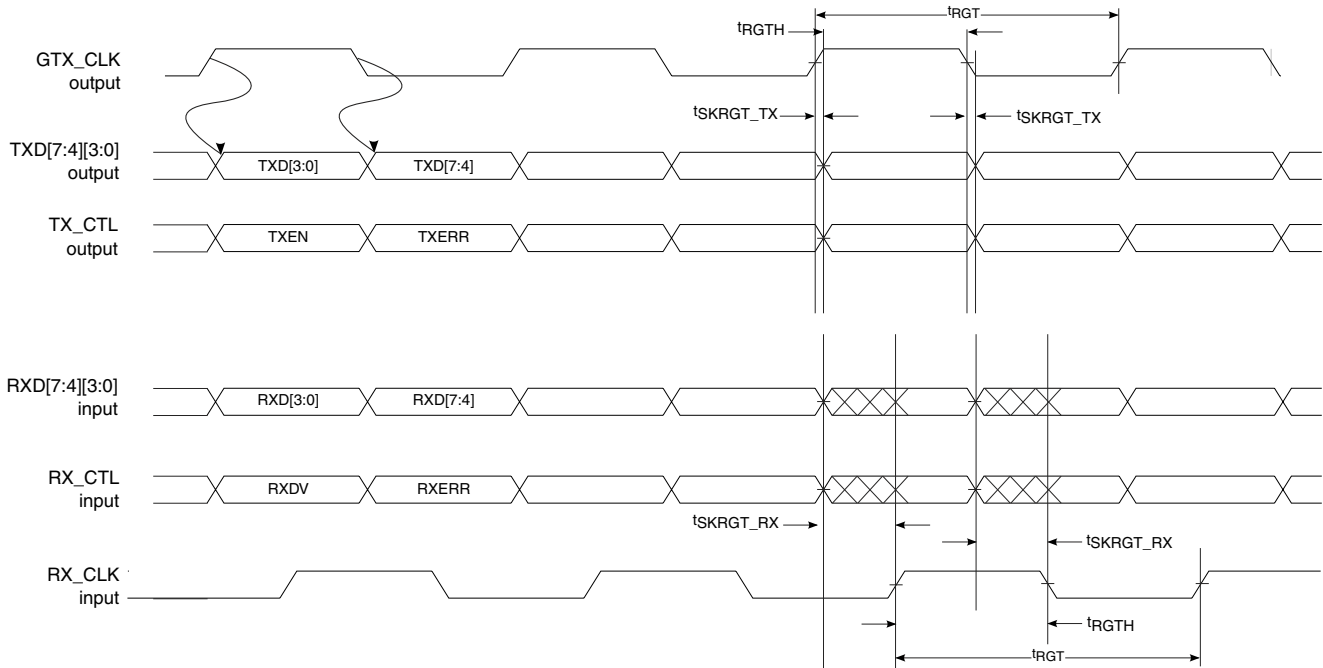 tRGT
tRGTH
GTX_CLK
output
tSKRGT_TX
tSKRGT_TX
TXD[7:4][3:0]
output
TXD[3:0]
TXD[7:4]
TX_CTL
output
TXEN
TXERR
RXD[7:4][3:0]
input
RXD[3:0]
RXD[7:4]
RX_CTL
input
RXDV
RXERR
tSKRGT_RX
tSKRGT_RX
RX_CLK
input
tRGTH
tRGT